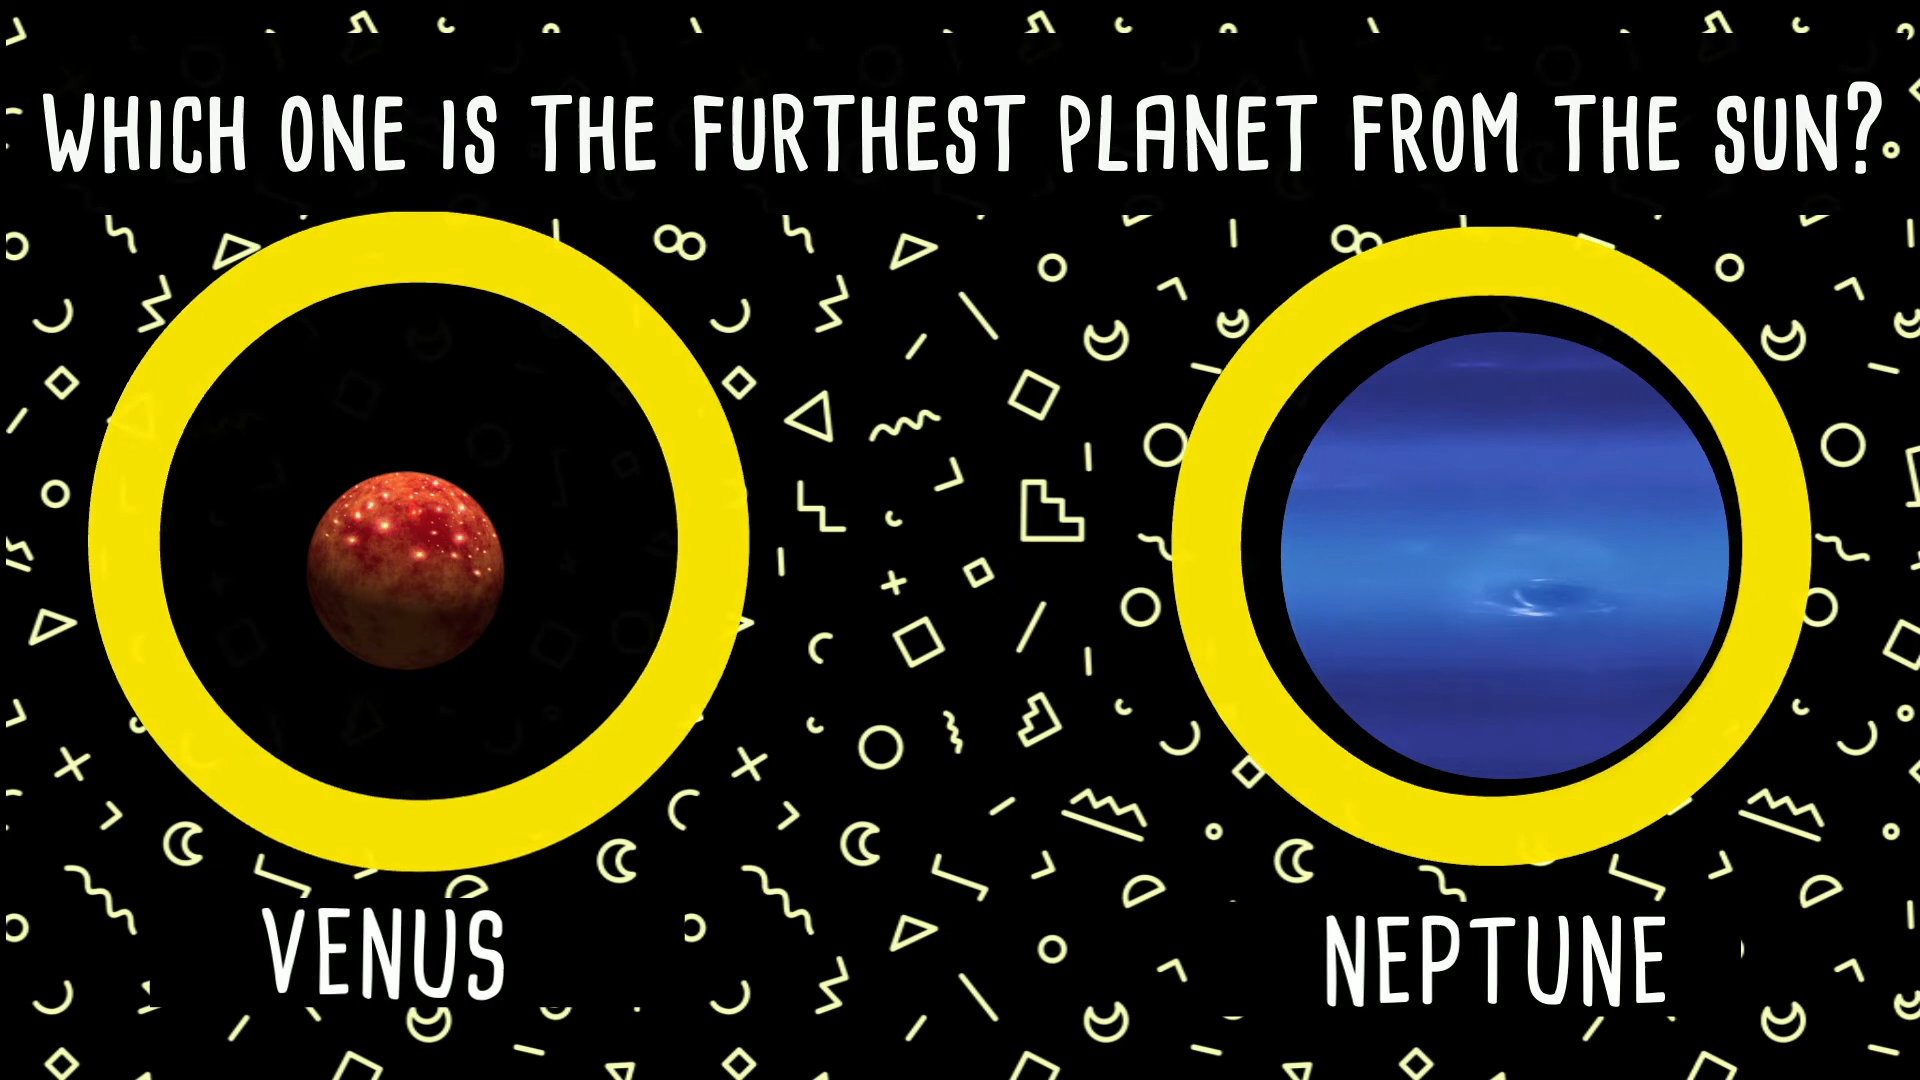 WHICH ONE IS THE FURTHEST PLANET FROM THE SUN?
VENUS
NEPTUNE